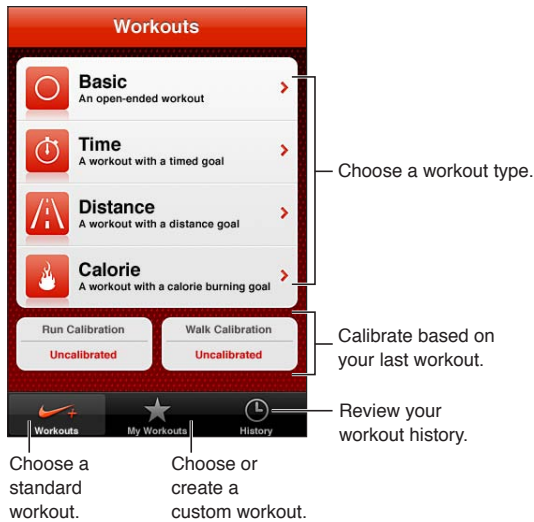 Workouts
Basic
An open-ended workout
Time
A workout with a timed goal
Distance
A workout with a distance goal
Calorie
A workout with a calorie burning goal
Choose a workout type.
Run Calibration
Uncalibrated
Walk Calibration
Uncalibrated
Calibrate based on
your last workout.
Workouts
My Workouts
History
Review your
workout history.
Choose a
standard
workout.
Choose or
create a
custom workout.